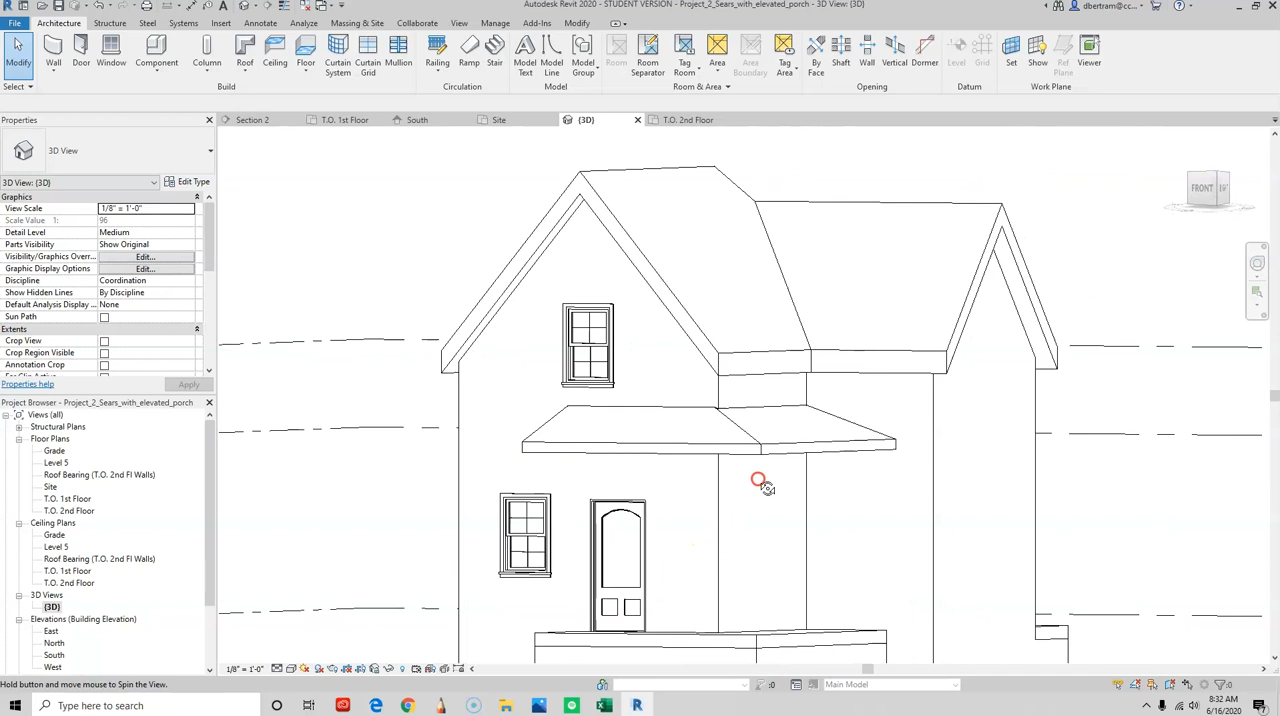 Autodesk Revit 2020 - STUDENT VERSION - Project_2_Sears_with_elevated_porch - 3D View: {3D}
dbertram@cc...
File Architecture Structure Steel Systems Insert Annotate Analyze Massing & Site Collaborate View Manage Add-Ins Modify
Modify Wall Door Window Component Column Roof Ceiling Floor Curtain System Curtain Grid Mullion Railing Ramp Stair Model Text Model Line Model Group Room Room Separator Tag Room Area Area Boundary Tag Area By Face Shaft Wall Vertical Dormer Level Grid Set Show Ref Plane Viewer
Select Build Circulation Model Room & Area Opening Datum Work Plane
Properties
Section 2 T.O. 1st Floor South Site {3D} T.O. 2nd Floor
3D View
3D View: {3D} Edit Type
Graphics
View Scale 1/8" = 1'-0"
Scale Value 1: 96
Detail Level Medium
Parts Visibility Show Original
Visibility/Graphics Overr... Edit...
Graphic Display Options Edit...
Discipline Coordination
Show Hidden Lines By Discipline
Default Analysis Display ... None
Sun Path
Extents
Crop View
Crop Region Visible
Annotation Crop
Properties help Apply
Project Browser - Project_2_Sears_with_elevated_porch
Views (all)
Structural Plans
Floor Plans
Grade
Level 5
Roof Bearing (T.O. 2nd Fl Walls)
Site
T.O. 1st Floor
T.O. 2nd Floor
Ceiling Plans
Grade
Level 5
Roof Bearing (T.O. 2nd Fl Walls)
T.O. 1st Floor
T.O. 2nd Floor
3D Views
{3D}
Elevations (Building Elevation)
East
North
South
West
FRONT
1/8" = 1'-0"
Hold button and move mouse to Spin the View.
:0 Main Model :0
Type here to search
8:32 AM
6/16/2020